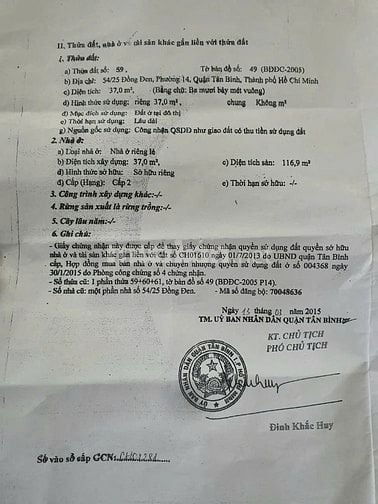 II. Thửa đất, nhà ở và tài sản khác gắn liền với thửa đất
1. Thửa đất:
a) Thửa đất số: 59, Tờ bản đồ số: 49 (BĐĐC-2005)
b) Địa chỉ: 54/25 Đồng Đen, Phường 14, Quận Tân Bình, Thành phố Hồ Chí Minh
c) Diện tích: 37,0 m², (Bằng chữ: Ba mươi bảy mét vuông)
d) Hình thức sử dụng: riêng 37,0 m², chung Không m²
đ) Mục đích sử dụng: Đất ở tại đô thị
e) Thời hạn sử dụng: Lâu dài
g) Nguồn gốc sử dụng: Công nhận QSDĐ như giao đất có thu tiền sử dụng đất
2. Nhà ở:
a) Loại nhà ở: Nhà ở riêng lẻ
b) Diện tích xây dựng: 37,0 m², c) Diện tích sàn: 116,9 m²
d) Hình thức sở hữu: Sở hữu riêng
đ) Cấp (Hạng): Cấp 2 e) Thời hạn sở hữu: -/-
3. Công trình xây dựng khác:-/-
4. Rừng sản xuất là rừng trồng:-/-
5. Cây lâu năm:-/-
6. Ghi chú:
- Giấy chứng nhận này được cấp để thay giấy chứng nhận quyền sử dụng đất quyền sở hữu
nhà ở và tài sản khác gắn liền với đất số CH01610 ngày 01/7/2013 do UBND quận Tân Bình
cấp, Hợp đồng mua bán nhà ở và chuyển nhượng quyền sử dụng đất ở số 004368 ngày
30/1/2015 do Phòng công chứng số 4 chứng nhận.
- Số thửa cũ: 1 phần thửa 59+60+61, tờ bản đồ số 49 (BĐĐC-2005 P14).
- Số nhà cũ: một phần nhà số 54/25 Đồng Đen. - Mã số đăng bộ: 70048636
Ngày 13 tháng 01 năm 2015
TM. UỶ BAN NHÂN DÂN QUẬN TÂN BÌNH
KT. CHỦ TỊCH
PHÓ CHỦ TỊCH
ỦY BAN NHÂN DÂN QUẬN TÂN BÌNH
Đinh Khắc Huy
Số vào sổ cấp GCN: